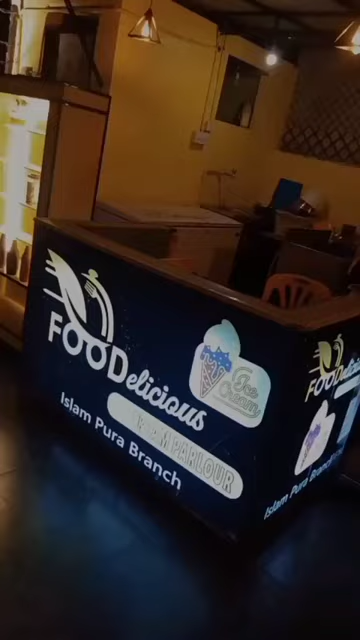 FOODelicious
Ice
Cream
PARLOUR
Islam Pura Branch
FOOD
Islam Pura Branch